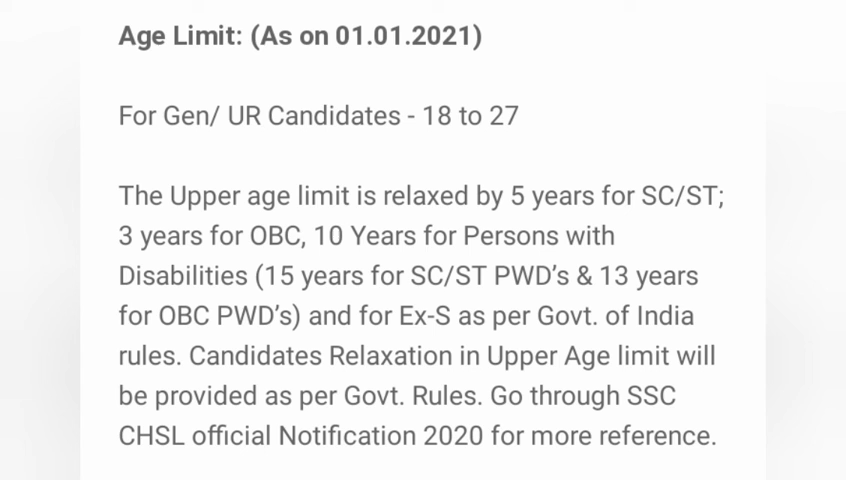 Age Limit: (As on 01.01.2021)
For Gen/ UR Candidates - 18 to 27
The Upper age limit is relaxed by 5 years for SC/ST;
3 years for OBC, 10 Years for Persons with
Disabilities (15 years for SC/ST PWD’s & 13 years
for OBC PWD’s) and for Ex-S as per Govt. of India
rules. Candidates Relaxation in Upper Age limit will
be provided as per Govt. Rules. Go through SSC
CHSL official Notification 2020 for more reference.